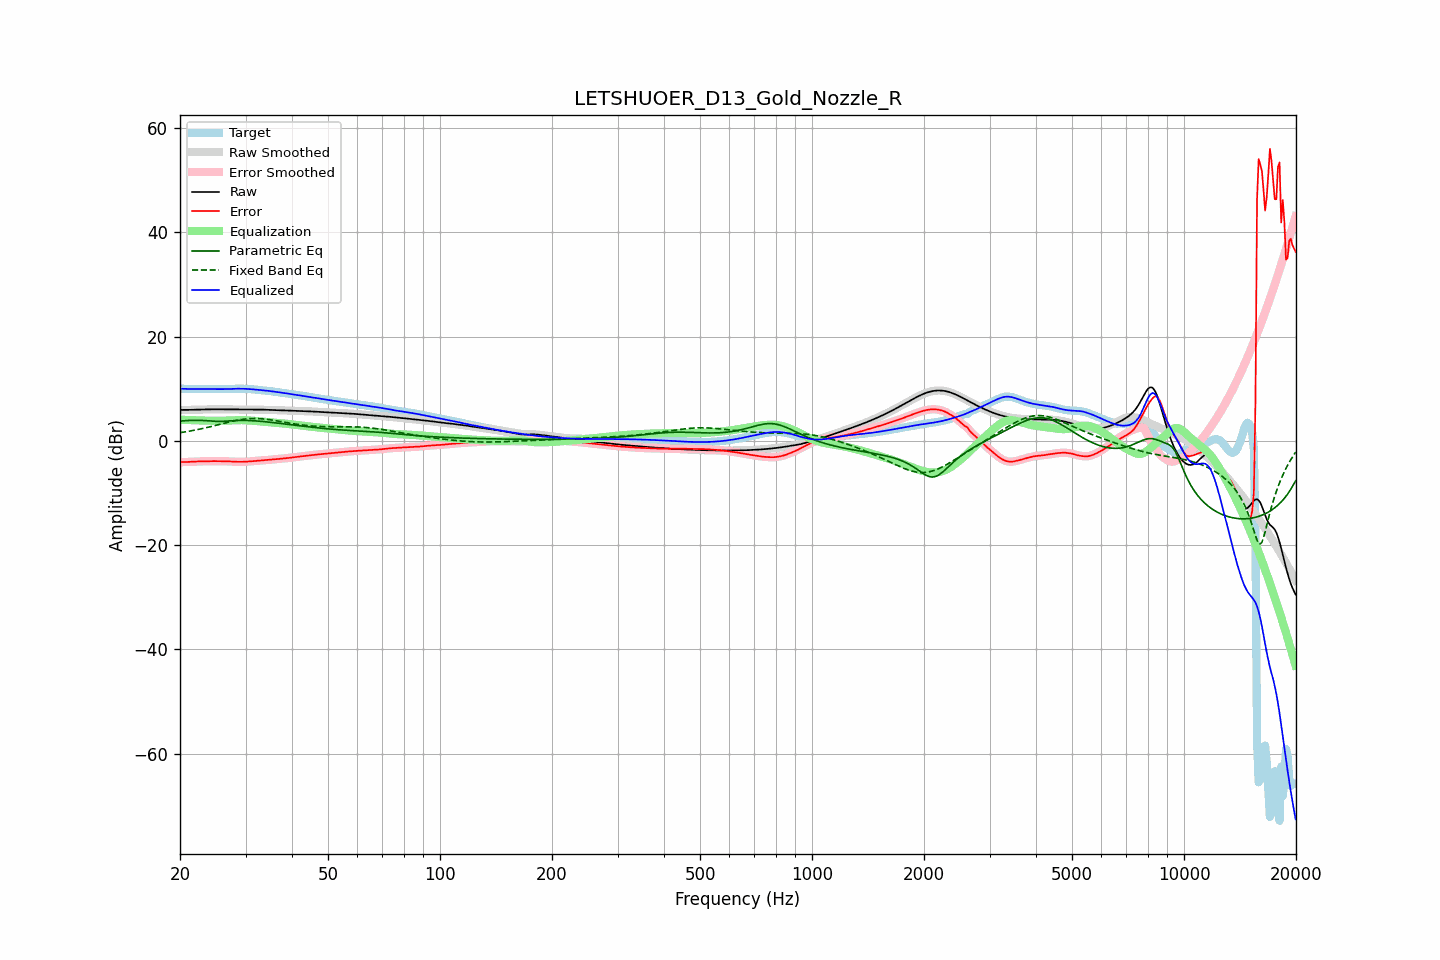 LETSHUOER_D13_Gold_Nozzle_R
Target
Raw Smoothed
Error Smoothed
Raw
Error
Equalization
Parametric Eq
Fixed Band Eq
Equalized
60
40
20
0
−20
−40
−60
Amplitude (dBr)
20
50
100
200
500
1000
2000
5000
10000
20000
Frequency (Hz)